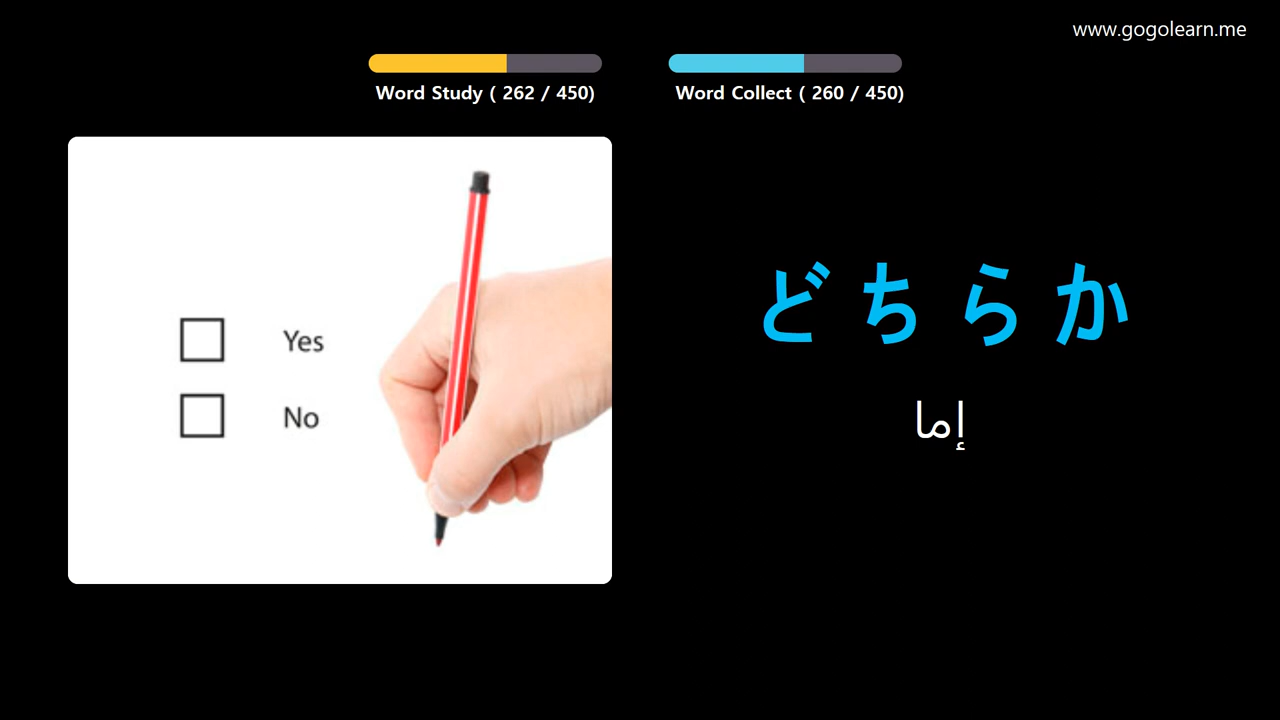 www.gogolearn.me
Word Study ( 262 / 450)
Word Collect ( 260 / 450)
Yes
No
どちらか
إما